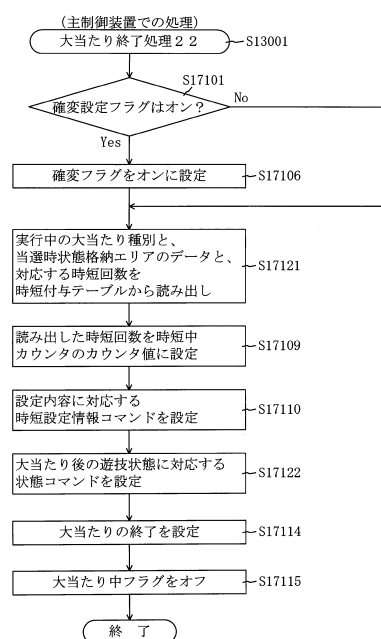 (主制御装置での処理)
大当たり終了処理２２
S13001
S17101
確変設定フラグはオン？
No
Yes
確変フラグをオンに設定
S17106
実行中の大当たり種別と、
当選時状態格納エリアのデータと、
対応する時短回数を
時短付与テーブルから読み出し
S17121
読み出した時短回数を時短中
カウンタのカウンタ値に設定
S17109
設定内容に対応する
時短設定情報コマンドを設定
S17110
大当たり後の遊技状態に対応する
状態コマンドを設定
S17122
大当たりの終了を設定
S17114
大当たり中フラグをオフ
S17115
終 了